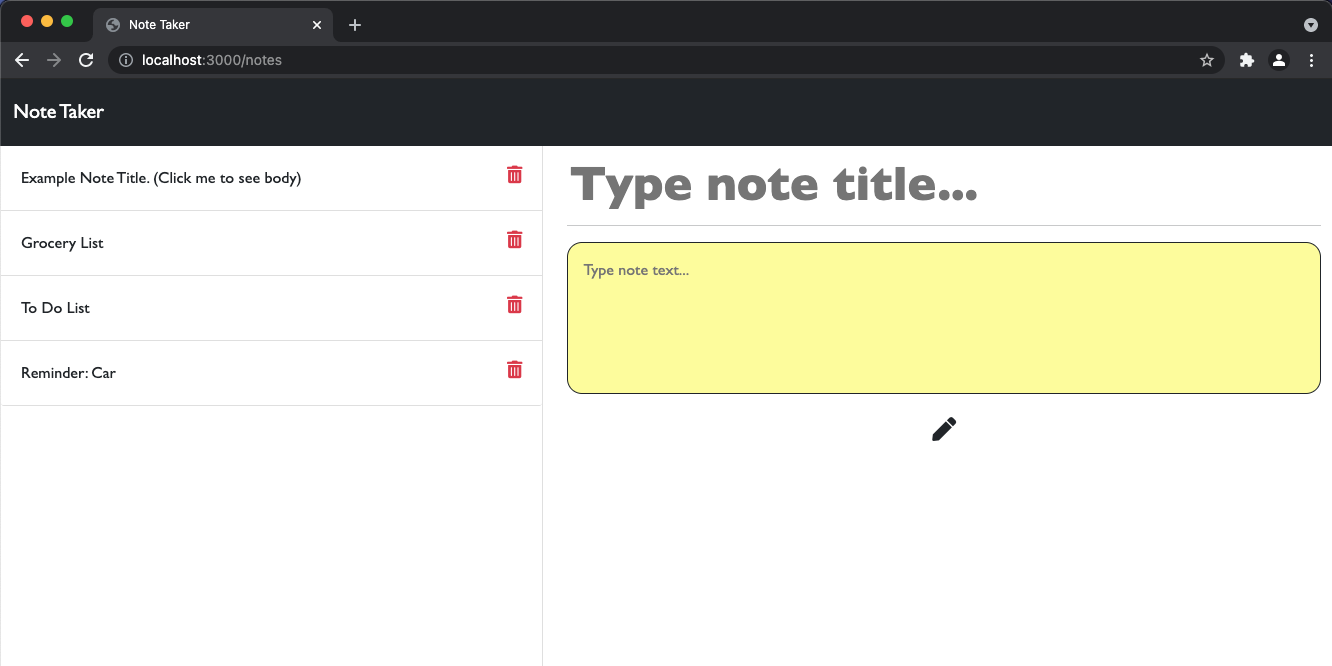 Note Taker
localhost:3000/notes
Note Taker
Example Note Title. (Click me to see body)
Grocery List
To Do List
Reminder: Car
Type note title...
Type note text...